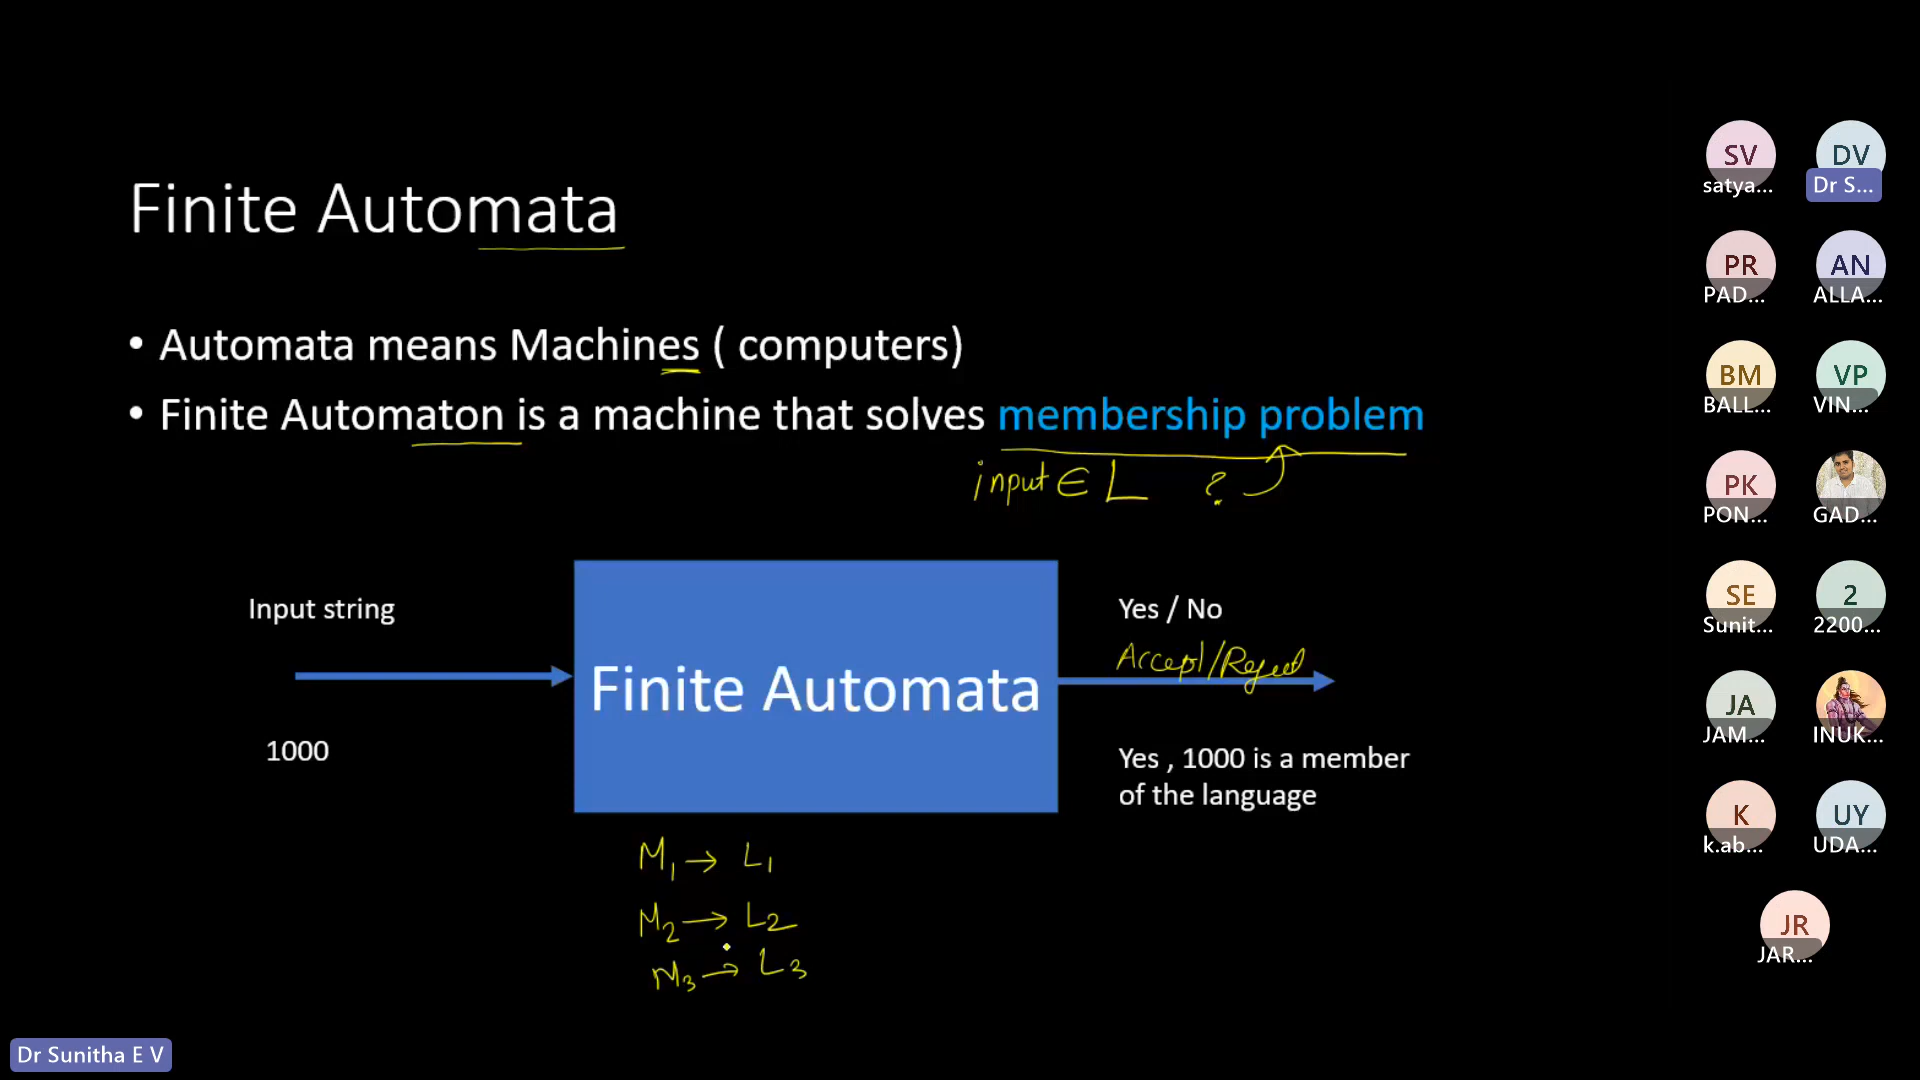 Finite Automata
• Automata means Machines ( computers)
• Finite Automaton is a machine that solves membership problem
input ∈ L ?
Input string
1000
Finite Automata
Yes / No
Accept/Reject
Yes , 1000 is a member
of the language
M1 → L1
M2 → L2
M3 → L3
SV
satya...
DV
Dr S...
PR
PAD...
AN
ALLA...
BM
BALL...
VP
VIN...
PK
PON...
GAD...
SE
Sunit...
2
2200...
JA
JAM...
INUK...
K
k.ab...
UY
UDA...
JR
JAR...
Dr Sunitha E V